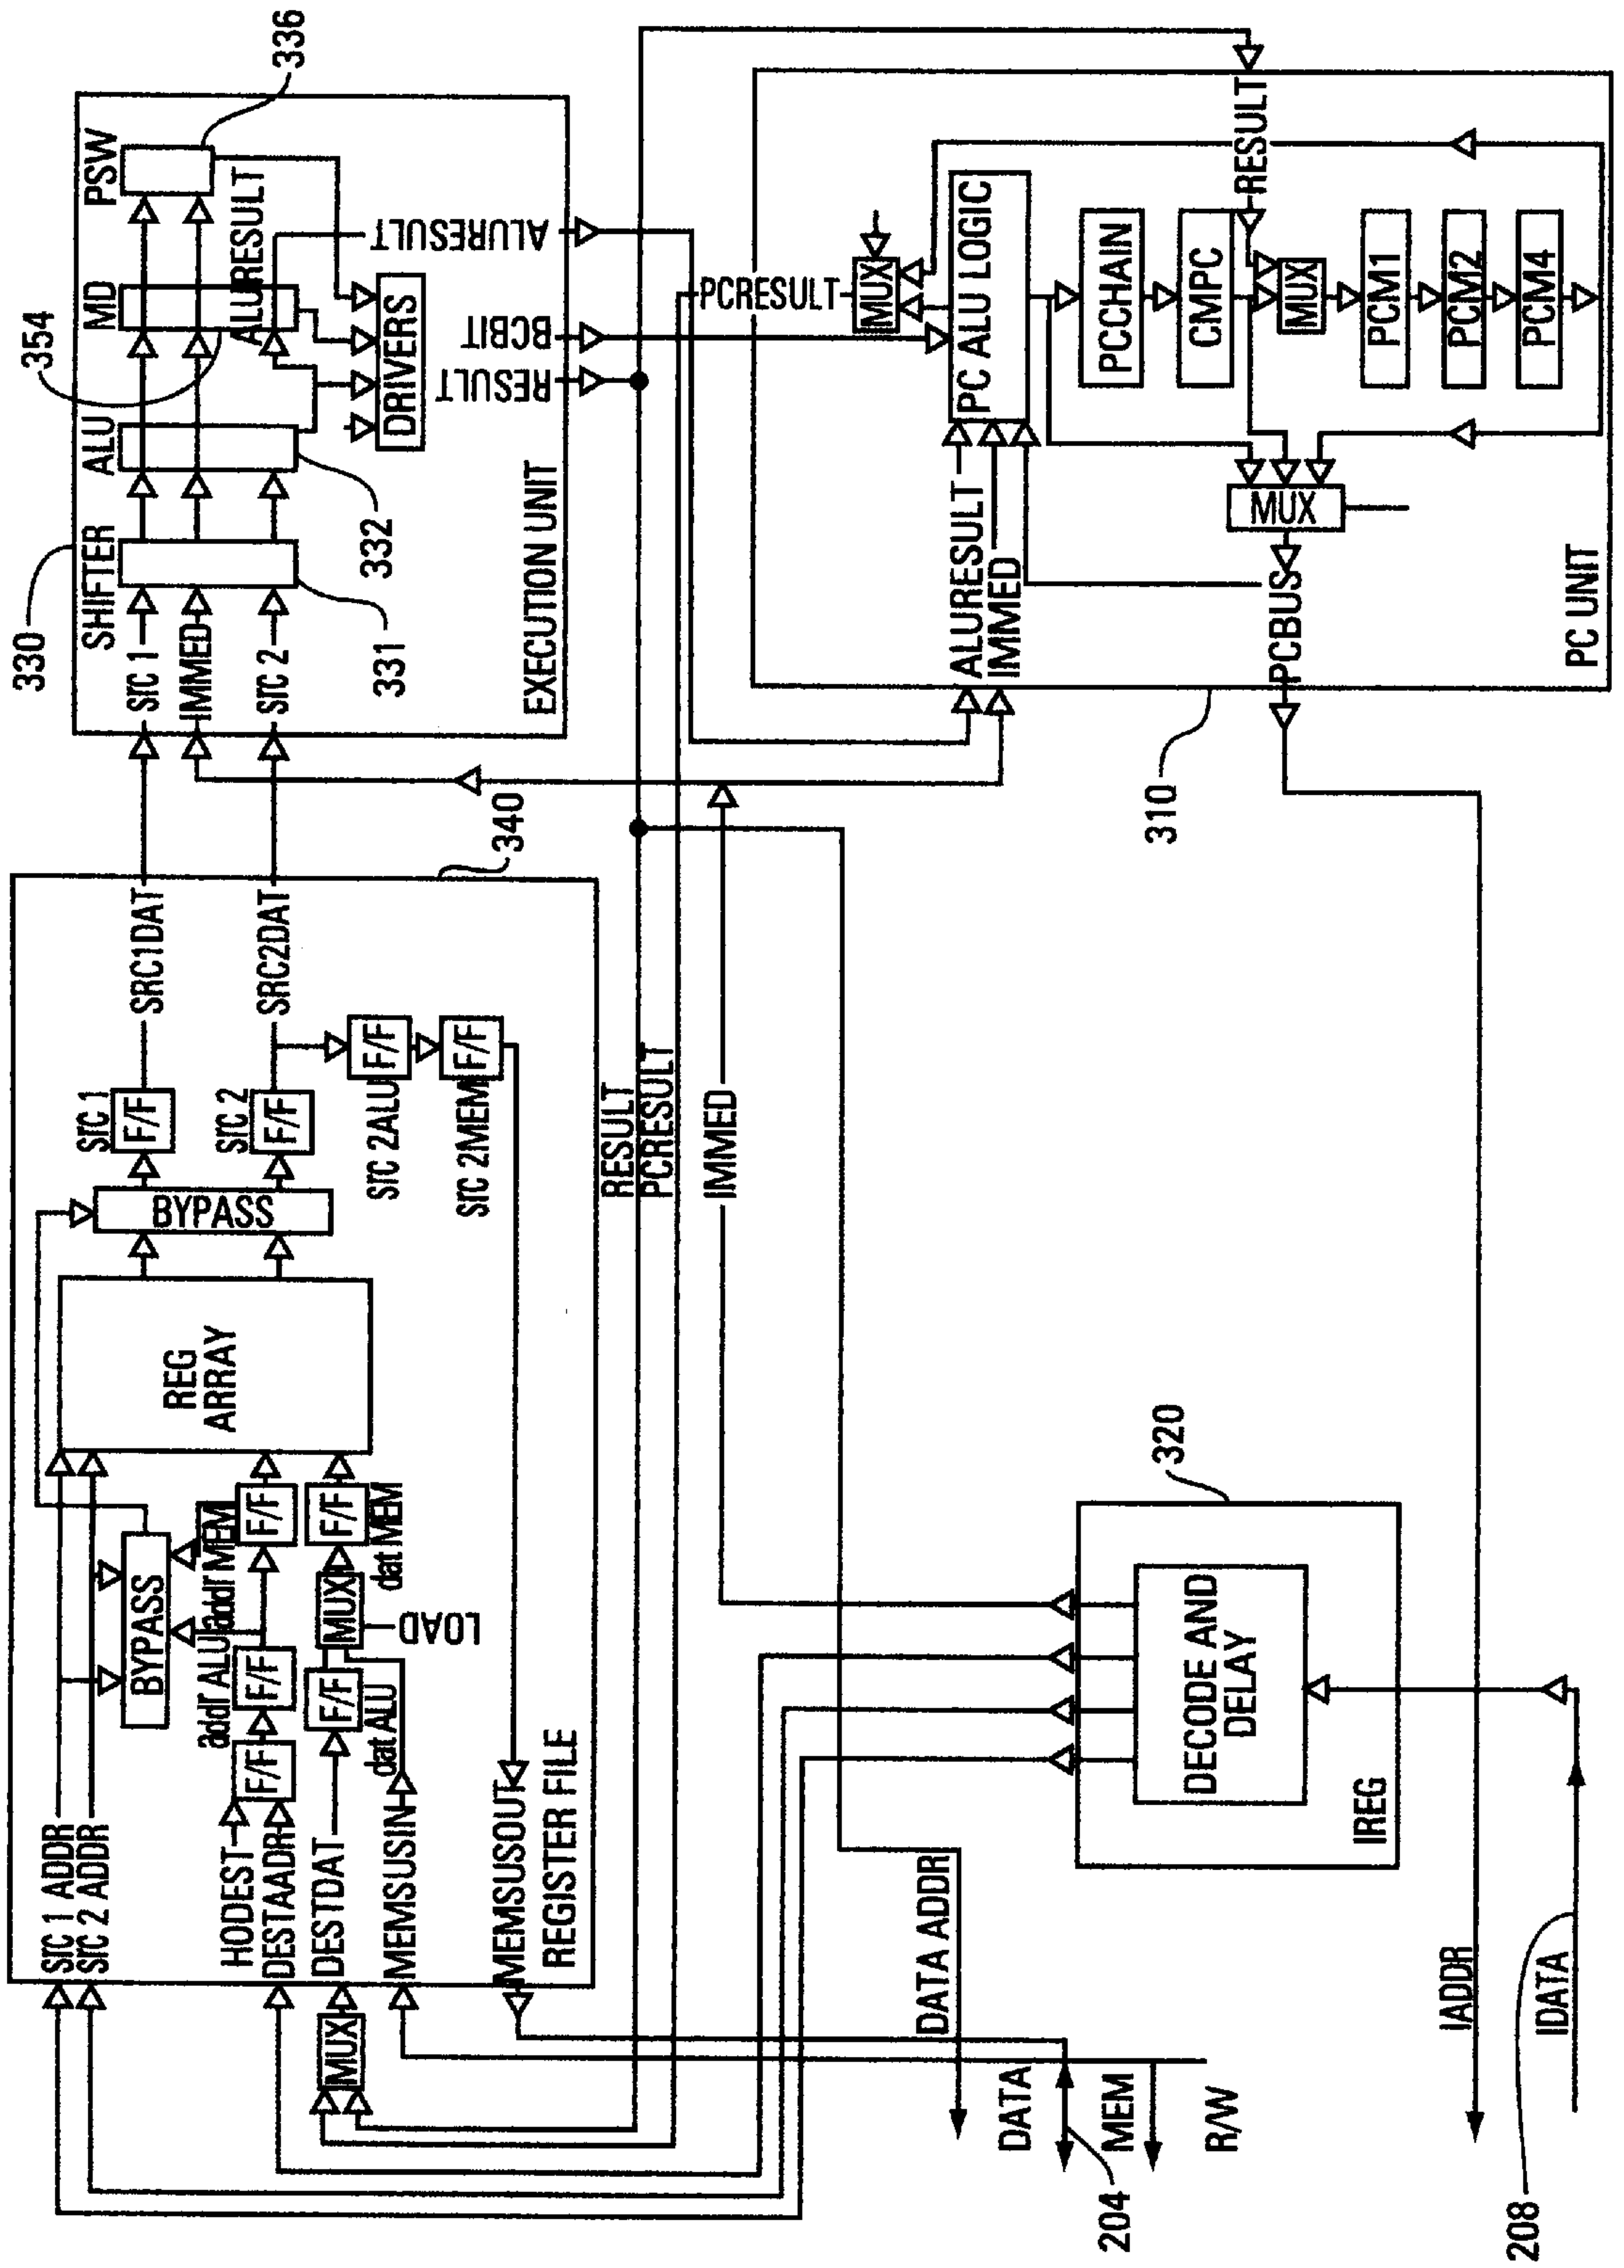 SrC 1 ADDR
SrC 2 ADDR
HODEST
DESTAADR
DESTDAT
MEMSUSIN
MEMSUSOUT
REGISTER FILE
MUX
BYPASS
addr ALU
addr MEM
F/F
F/F
F/F
F/F
dat ALU
MUX
LOAD
F/F
dat MEM
REG
ARRAY
BYPASS
SrC 1
F/F
SrC 2
F/F
SRC1DAT
SRC2DAT
SrC 2ALU
F/F
SrC 2MEM
F/F
340
330
SrC 1
IMMED
SrC 2
SHIFTER
331
ALU
332
354
MD
ALURESULT
PSW
336
DRIVERS
EXECUTION UNIT
RESULT
BCBIT
ALURESULT
RESULT
PCRESULT
IMMED
ALURESULT
IMMED
PCRESULT
MUX
PC ALU LOGIC
PCCHAIN
CMPC
RESULT
MUX
PCM1
PCM2
PCM4
MUX
PCBUS
PC UNIT
310
320
DECODE AND
DELAY
IREG
DATA ADDR
DATA
204
MEM
R/W
IADDR
IDATA
208